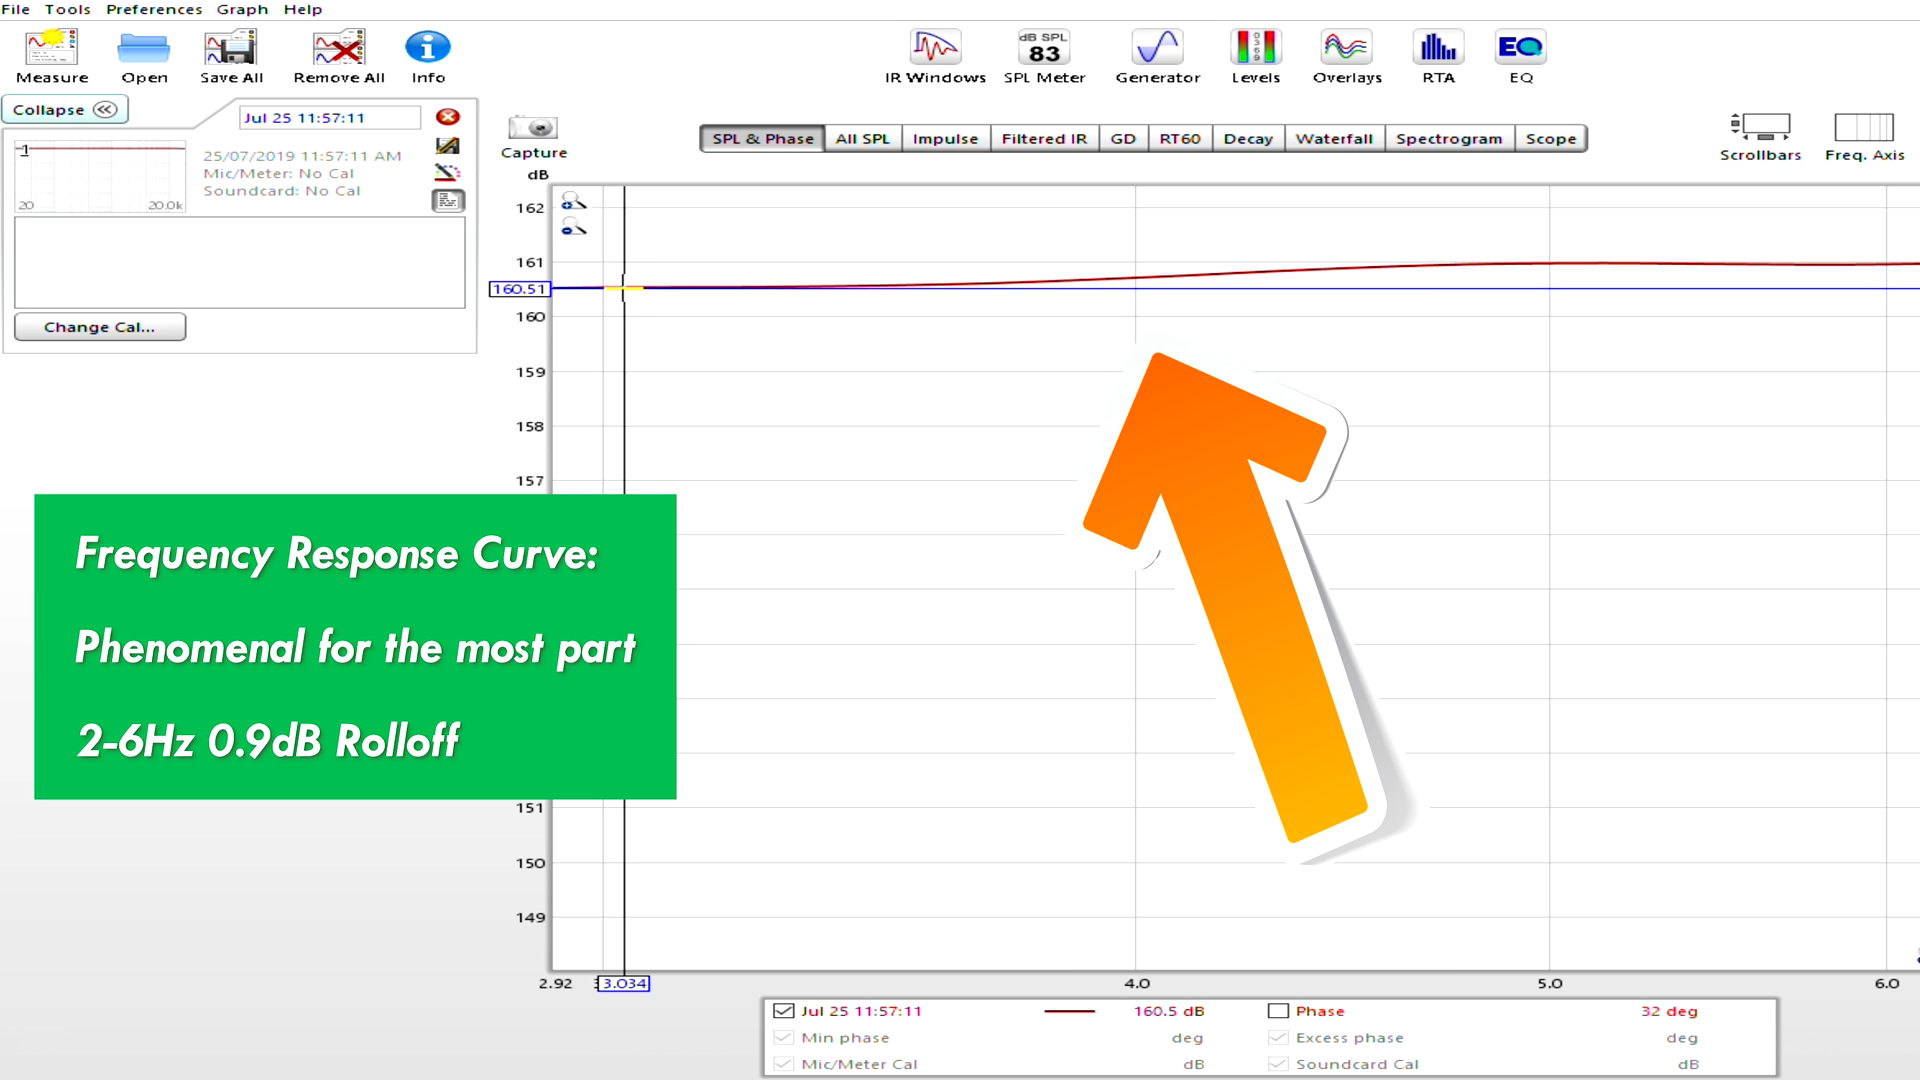 File Tools Preferences Graph Help
Measure Open Save All Remove All Info
dB SPL
83
0 3 6 9
EQ
IR Windows SPL Meter Generator Levels Overlays RTA EQ
Collapse
Jul 25 11:57:11
1
25/07/2019 11:57:11 AM
Mic/Meter: No Cal
Soundcard: No Cal
20 20.0k
Change Cal...
Capture
SPL & Phase All SPL Impulse Filtered IR GD RT60 Decay Waterfall Spectrogram Scope
Scrollbars Freq. Axis
dB
162
161
160.51
160
159
158
157
Frequency Response Curve:
Phenomenal for the most part
2-6Hz 0.9dB Rolloff
151
150
149
2.92 3.034 4.0 5.0 6.0
Jul 25 11:57:11 160.5 dB Phase 32 deg
Min phase deg Excess phase deg
Mic/Meter Cal dB Soundcard Cal dB